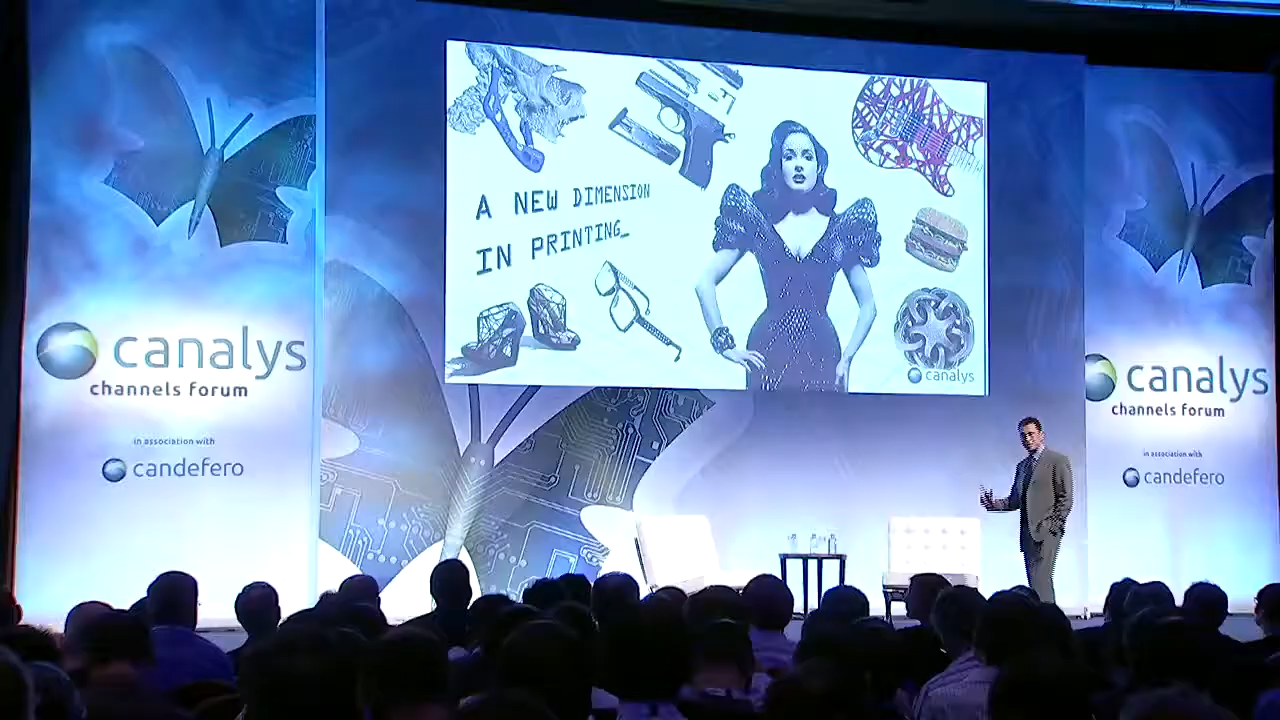 A NEW DIMENSION
IN PRINTING_
canalys
canalys
channels forum
in association with
candefero
canalys
channels forum
in association with
candefero